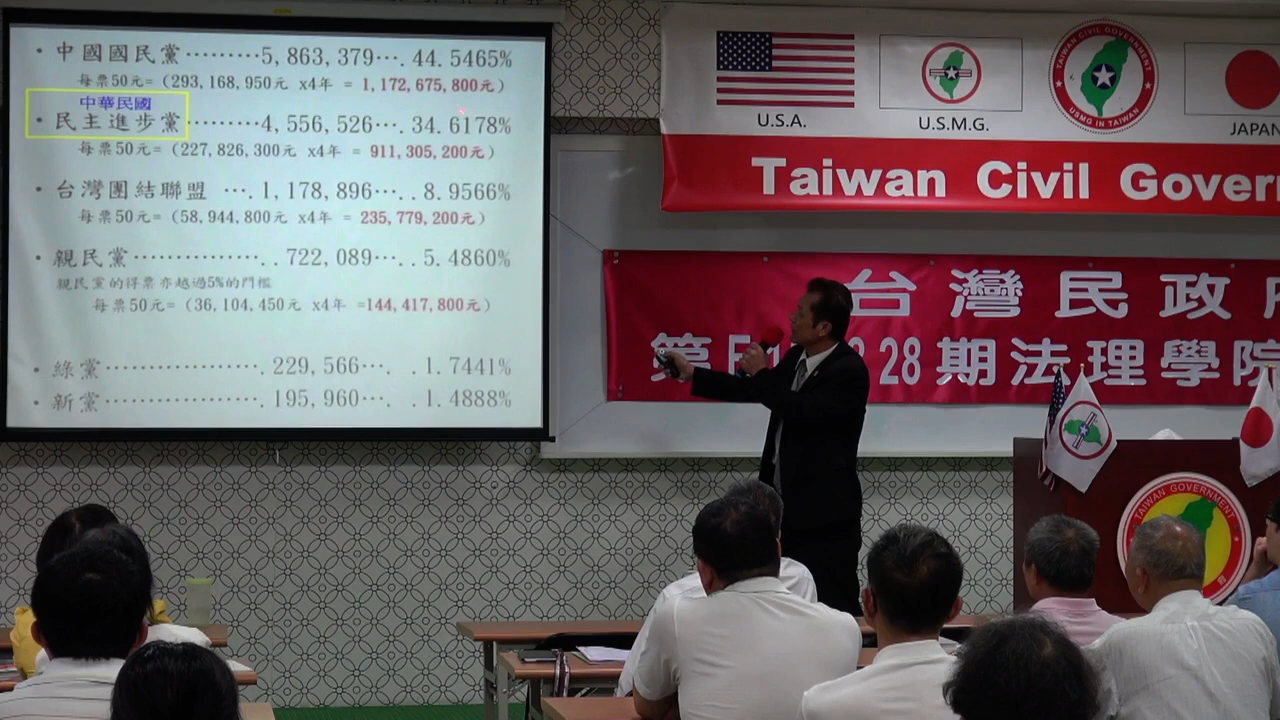 • 中國國民黨………5,863,379…. 44.5465%
每票50元= (293,168,950元 x4年 = 1,172,675,800元)
中華民國
• 民主進步黨………4,556,526…. 34.6178%
每票50元= (227,826,300元 x4年 = 911,305,200元)
• 台灣團結聯盟 …. 1,178,896…. . 8.9566%
每票50元= (58,944,800元 x4年 = 235,779,200元)
• 親民黨……………. . 722,089…. . 5.4860%
親民黨的得票亦越過5%的門檻
每票50元= (36,104,450元 x4年 =144,417,800元)
• 綠黨………………. 229,566… . 1.7441%
• 新黨………………. 195,960… . 1.4888%
U.S.A.
U.S.M.G.
TAIWAN CIVIL GOVERNMENT
USMG IN TAIWAN
JAPAN
Taiwan Civil Govern
台灣民政府
28期法理學院
TAIWAN GOVERNMENT